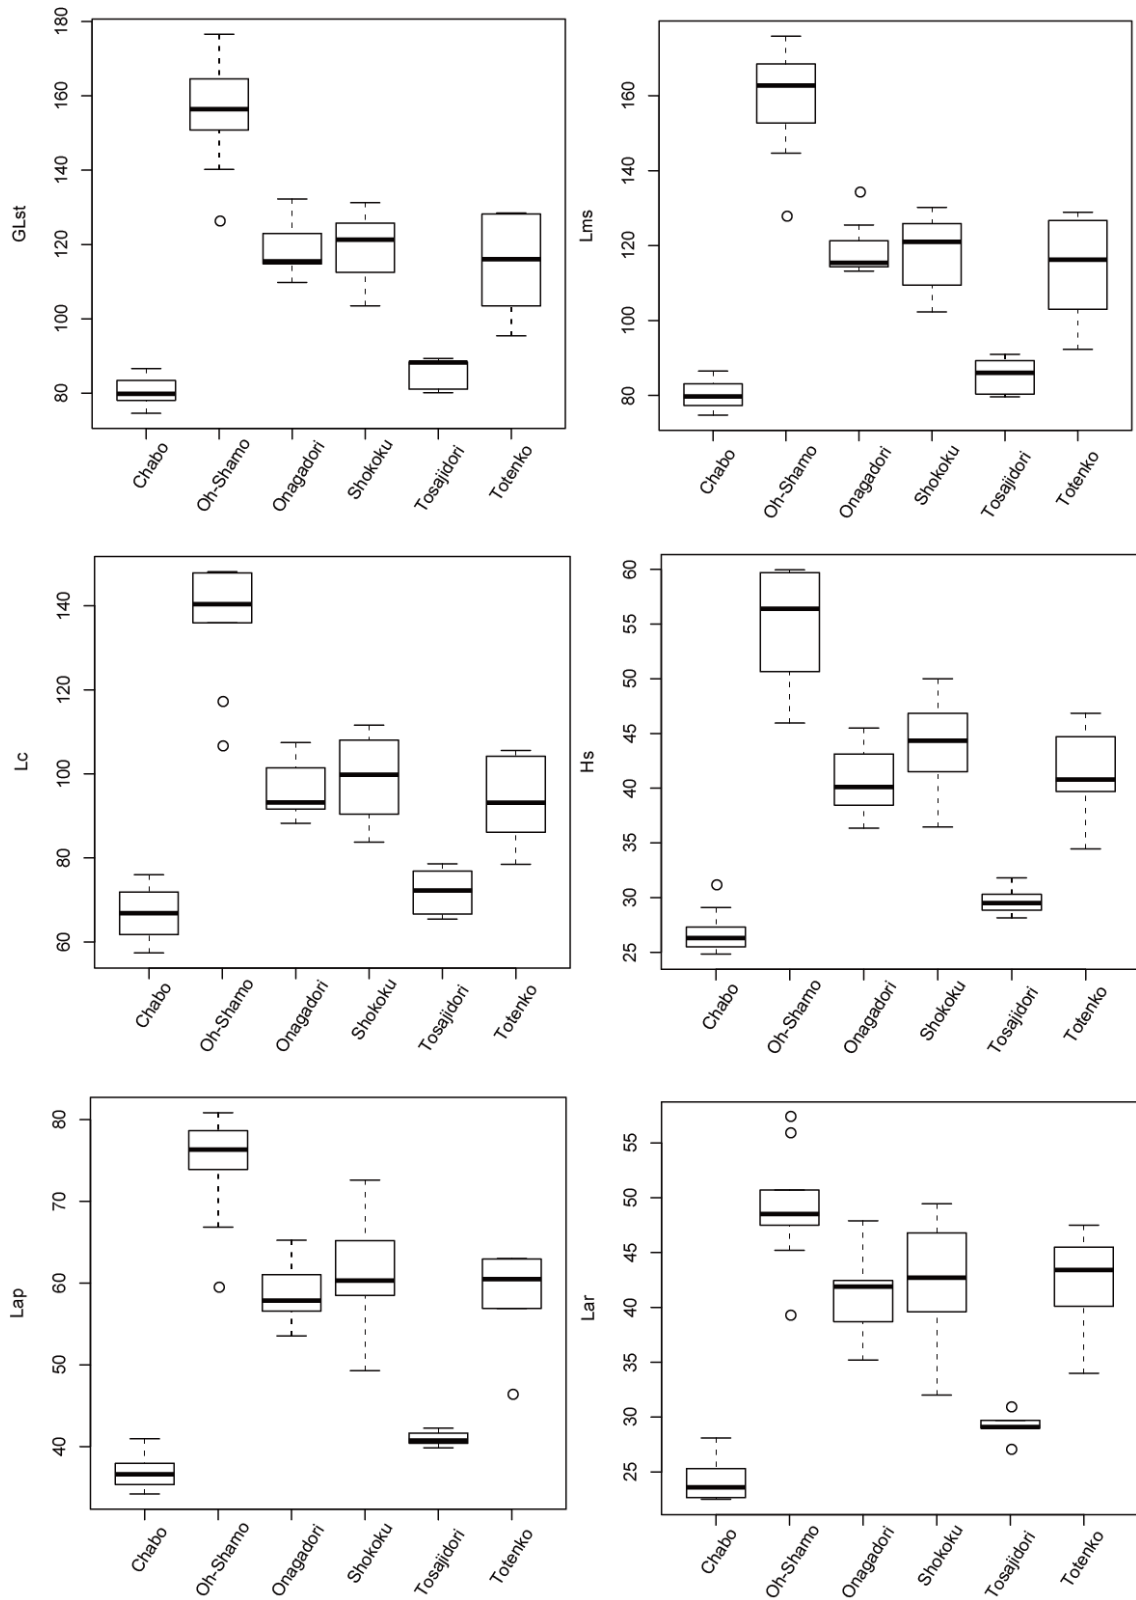 GLst
180
160
140
120
100
80
Chabo
Oh-Shamo
Onagadori
Shokoku
Tosajidori
Totenko
Lms
160
140
120
100
80
Chabo
Oh-Shamo
Onagadori
Shokoku
Tosajidori
Totenko
Lc
140
120
100
80
60
Chabo
Oh-Shamo
Onagadori
Shokoku
Tosajidori
Totenko
Hs
60
55
50
45
40
35
30
25
Chabo
Oh-Shamo
Onagadori
Shokoku
Tosajidori
Totenko
Lap
80
70
60
50
40
Chabo
Oh-Shamo
Onagadori
Shokoku
Tosajidori
Totenko
Lar
55
50
45
40
35
30
25
Chabo
Oh-Shamo
Onagadori
Shokoku
Tosajidori
Totenko